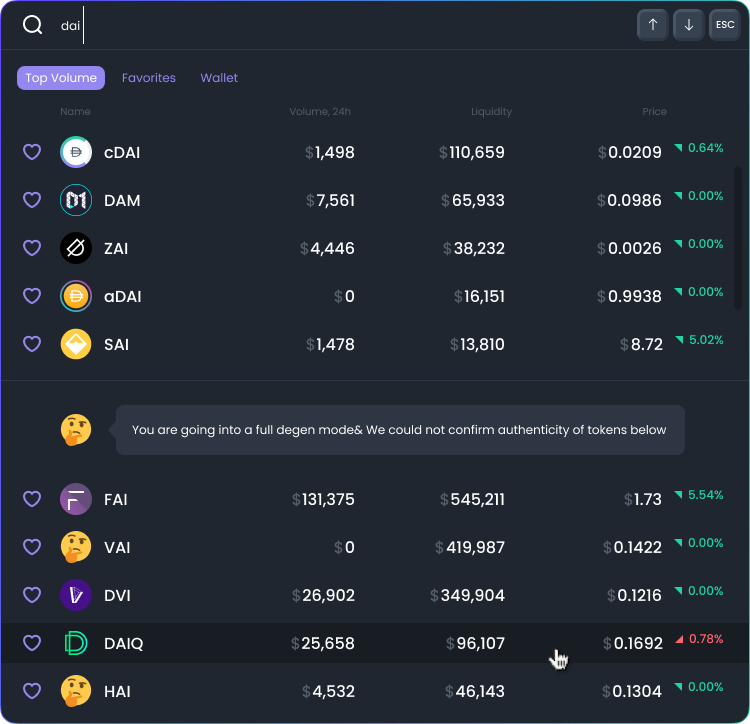 dai ↑ ↓ ESC
Top Volume Favorites Wallet
Name Volume, 24h Liquidity Price
cDAI $1,498 $110,659 $0.0209 0.64%
DAM $7,561 $65,933 $0.0986 0.00%
ZAI $4,446 $38,232 $0.0026 0.00%
aDAI $0 $16,151 $0.9938 0.00%
SAI $1,478 $13,810 $8.72 5.02%
You are going into a full degen mode& We could not confirm authenticity of tokens below
FAI $131,375 $545,211 $1.73 5.54%
VAI $0 $419,987 $0.1422 0.00%
DVI $26,902 $349,904 $0.1216 0.00%
DAIQ $25,658 $96,107 $0.1692 0.78%
HAI $4,532 $46,143 $0.1304 0.00%